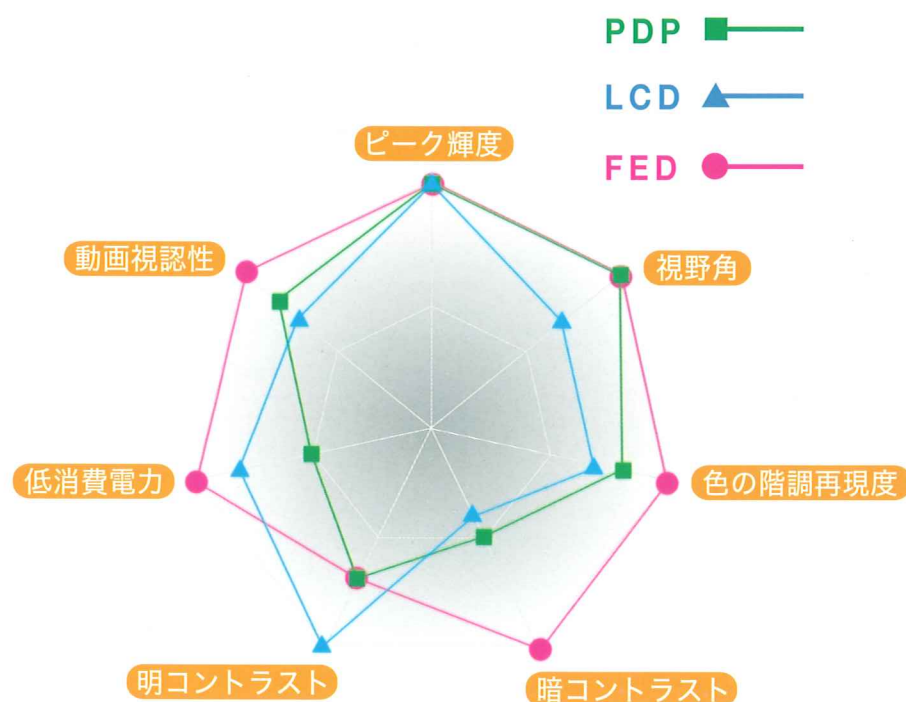 PDP
LCD
FED
ピーク輝度
動画視認性
視野角
低消費電力
色の階調再現度
明コントラスト
暗コントラスト